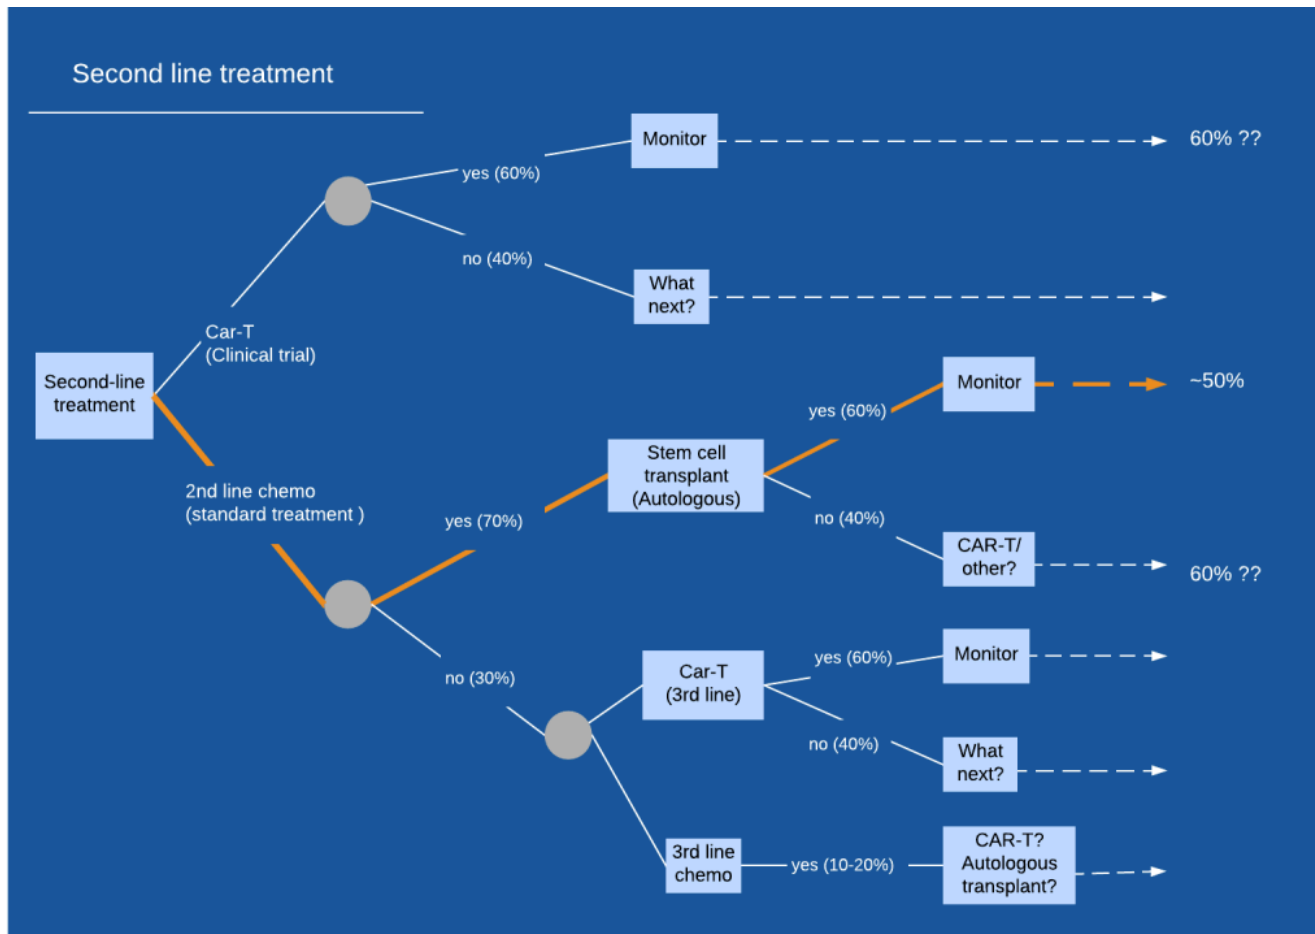 Second line treatment
Monitor
60% ??
yes (60%)
no (40%)
What
next?
Car-T
(Clinical trial)
Second-line
treatment
Monitor
~50%
yes (60%)
Stem cell
transplant
(Autologous)
2nd line chemo
(standard treatment )
yes (70%)
no (40%)
CAR-T/
other?
60% ??
Monitor
yes (60%)
Car-T
(3rd line)
no (30%)
no (40%)
What
next?
3rd line
chemo
yes (10-20%)
CAR-T?
Autologous
transplant?